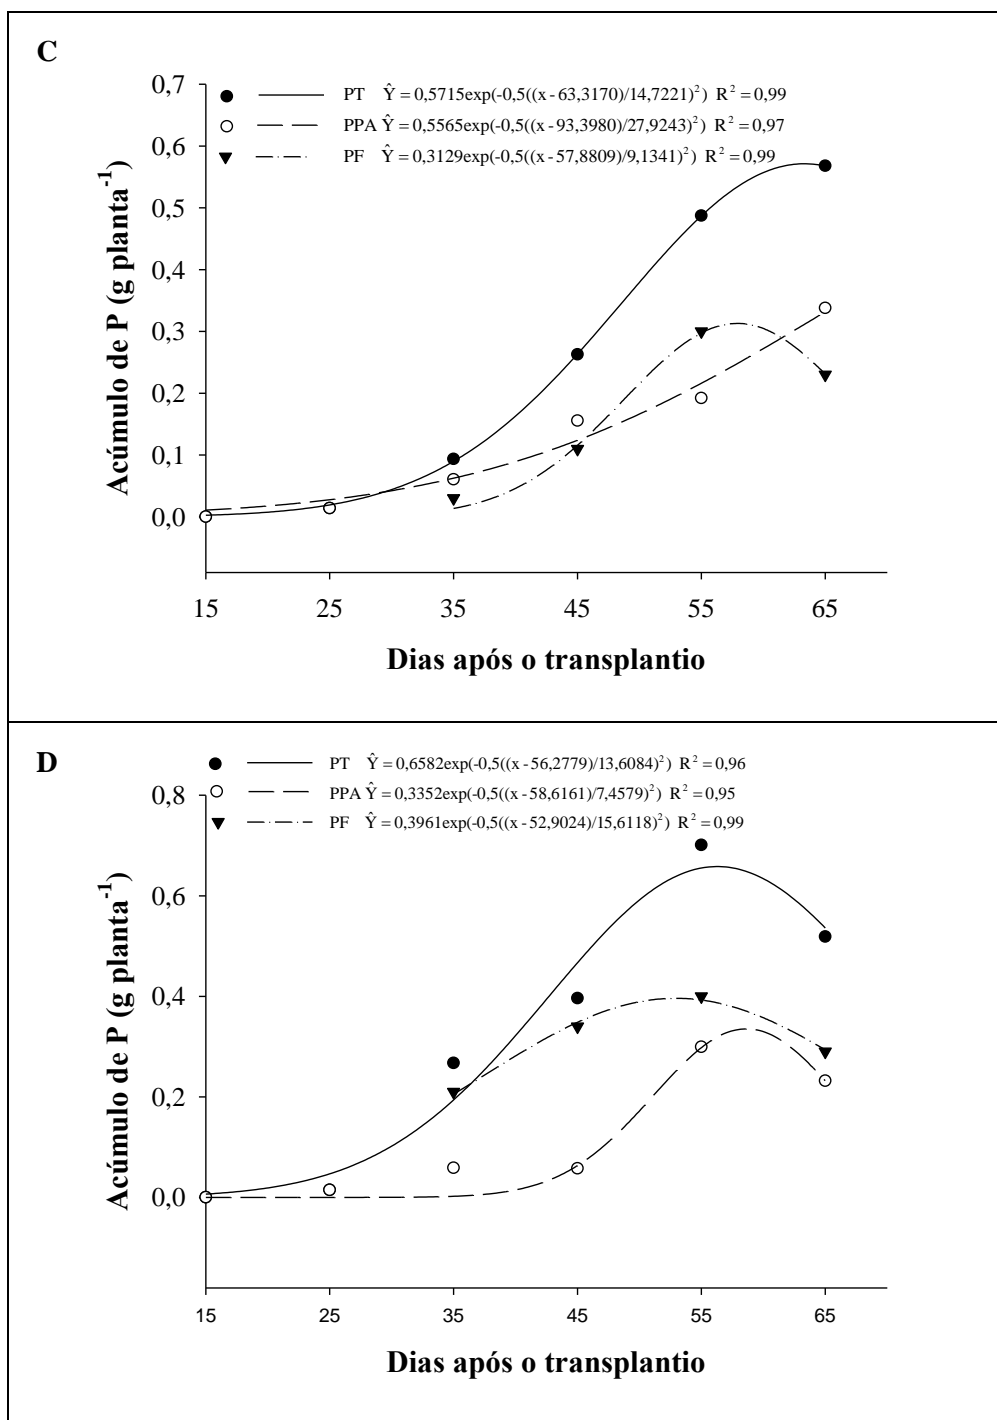 C
PT Ŷ = 0,5715exp(-0,5((x - 63,3170)/14,7221)²) R² = 0,99
PPA Ŷ = 0,5565exp(-0,5((x - 93,3980)/27,9243)²) R² = 0,97
PF Ŷ = 0,3129exp(-0,5((x - 57,8809)/9,1341)²) R² = 0,99
Acúmulo de P (g planta⁻¹)
0,7
0,6
0,5
0,4
0,3
0,2
0,1
0,0
15 25 35 45 55 65
Dias após o transplantio
D
PT Ŷ = 0,6582exp(-0,5((x - 56,2779)/13,6084)²) R² = 0,96
PPA Ŷ = 0,3352exp(-0,5((x - 58,6161)/7,4579)²) R² = 0,95
PF Ŷ = 0,3961exp(-0,5((x - 52,9024)/15,6118)²) R² = 0,99
Acúmulo de P (g planta⁻¹)
0,8
0,6
0,4
0,2
0,0
15 25 35 45 55 65
Dias após o transplantio